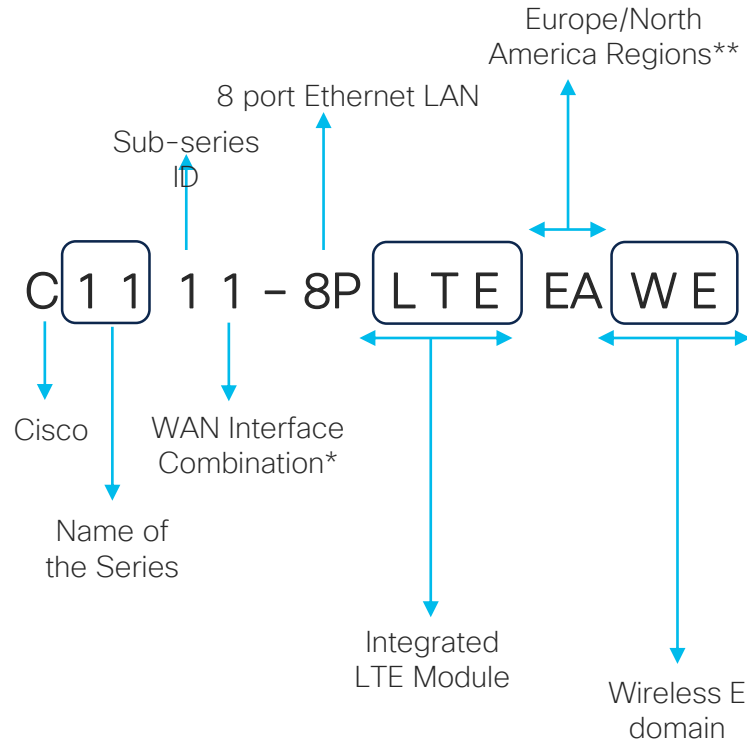 Europe/North
America Regions**
8 port Ethernet LAN
Sub-series
ID
C 1 1 1 1 - 8P L T E EA W E
Cisco
WAN Interface
Combination*
Name of
the Series
Integrated
LTE Module
Wireless E
domain